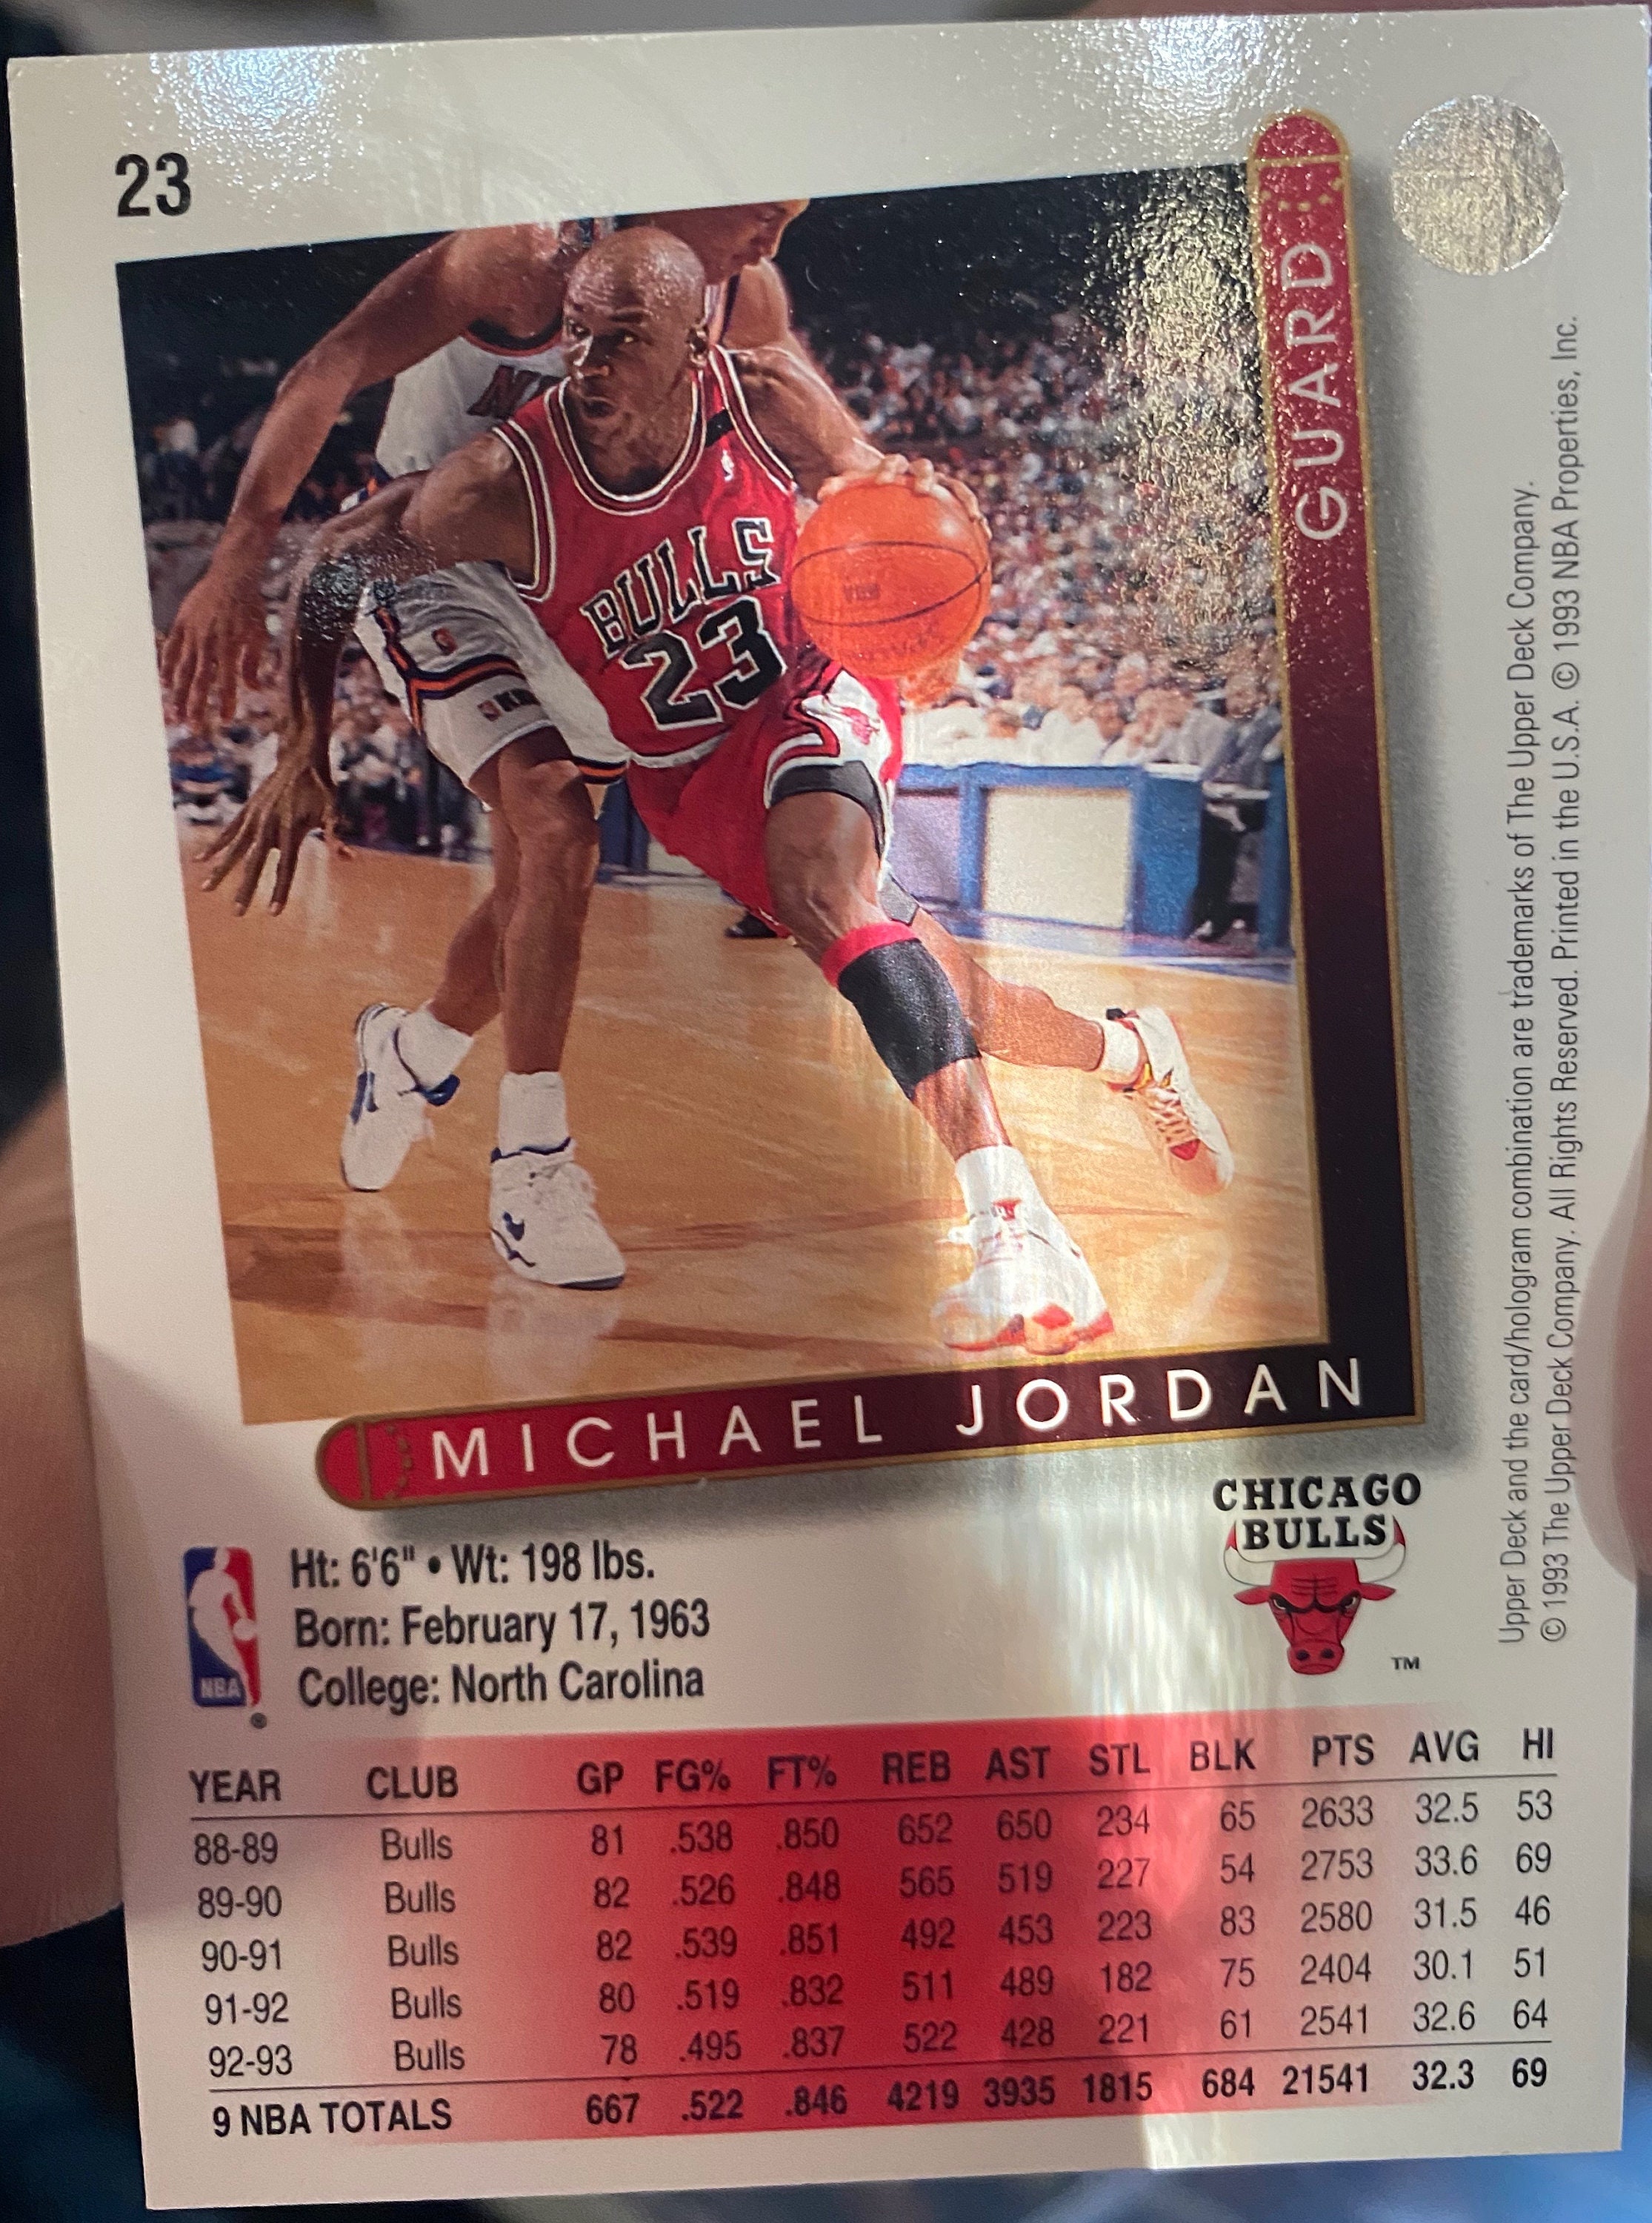 23
GUARD
BULLS
23
MICHAEL JORDAN
CHICAGO
BULLS
TM
NBA
®
Ht: 6'6" • Wt: 198 lbs.
Born: February 17, 1963
College: North Carolina
YEAR CLUB GP FG% FT% REB AST STL BLK PTS AVG HI
88-89 Bulls 81 .538 .850 652 650 234 65 2633 32.5 53
89-90 Bulls 82 .526 .848 565 519 227 54 2753 33.6 69
90-91 Bulls 82 .539 .851 492 453 223 83 2580 31.5 46
91-92 Bulls 80 .519 .832 511 489 182 75 2404 30.1 51
92-93 Bulls 78 .495 .837 522 428 221 61 2541 32.6 64
9 NBA TOTALS 667 .522 .846 4219 3935 1815 684 21541 32.3 69
Upper Deck and the card/hologram combination are trademarks of The Upper Deck Company.
© 1993 The Upper Deck Company. All Rights Reserved. Printed in the U.S.A. © 1993 NBA Properties, Inc.